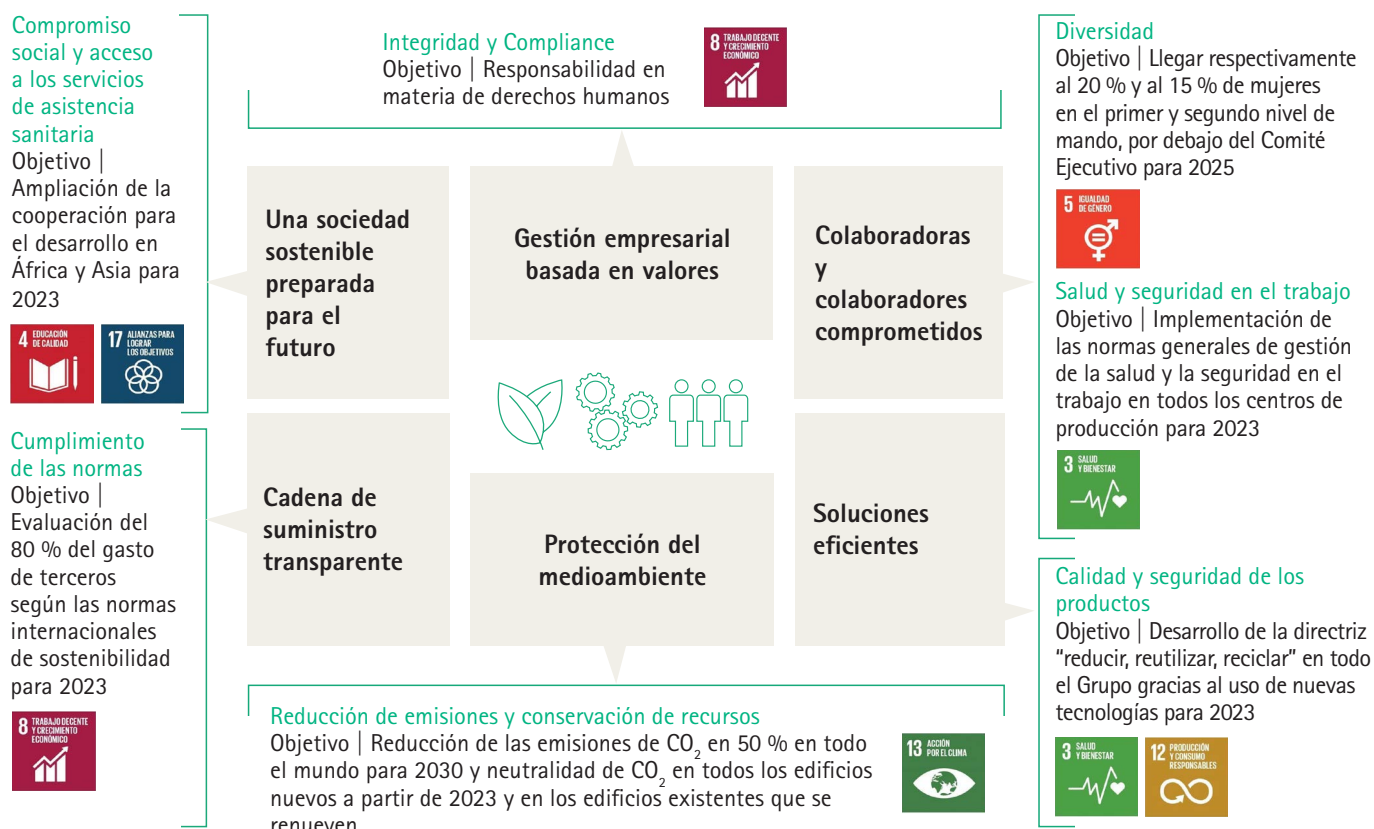 Compromiso
social y acceso
a los servicios
de asistencia
sanitaria
Objetivo |
Ampliación de la
cooperación para
el desarrollo en
África y Asia para
2023
4 EDUCACIÓN
DE CALIDAD
17 ALIANZAS PARA
LOGRAR
LOS OBJETIVOS
Cumplimiento
de las normas
Objetivo |
Evaluación del
80 % del gasto
de terceros
según las normas
internacionales
de sostenibilidad
para 2023
8 TRABAJO DECENTE
Y CRECIMIENTO
ECONÓMICO
Integridad y Compliance
Objetivo | Responsabilidad en
materia de derechos humanos
8 TRABAJO DECENTE
Y CRECIMIENTO
ECONÓMICO
Una sociedad
sostenible
preparada
para el
futuro
Gestión empresarial
basada en valores
Colaboradoras
y
colaboradores
comprometidos
Cadena de
suministro
transparente
Protección del
medioambiente
Soluciones
eficientes
Reducción de emisiones y conservación de recursos
Objetivo | Reducción de las emisiones de CO2 en 50 % en todo
el mundo para 2030 y neutralidad de CO2 en todos los edificios
nuevos a partir de 2023 y en los edificios existentes que se
renueven
13 ACCIÓN
POR EL CLIMA
Diversidad
Objetivo | Llegar respectivamente
al 20 % y al 15 % de mujeres
en el primer y segundo nivel de
mando, por debajo del Comité
Ejecutivo para 2025
5 IGUALDAD
DE GÉNERO
Salud y seguridad en el trabajo
Objetivo | Implementación de
las normas generales de gestión
de la salud y la seguridad en el
trabajo en todos los centros de
producción para 2023
3 SALUD
Y BIENESTAR
Calidad y seguridad de los
productos
Objetivo | Desarrollo de la directriz
“reducir, reutilizar, reciclar” en todo
el Grupo gracias al uso de nuevas
tecnologías para 2023
3 SALUD
Y BIENESTAR
12 PRODUCCIÓN
Y CONSUMO
RESPONSABLES